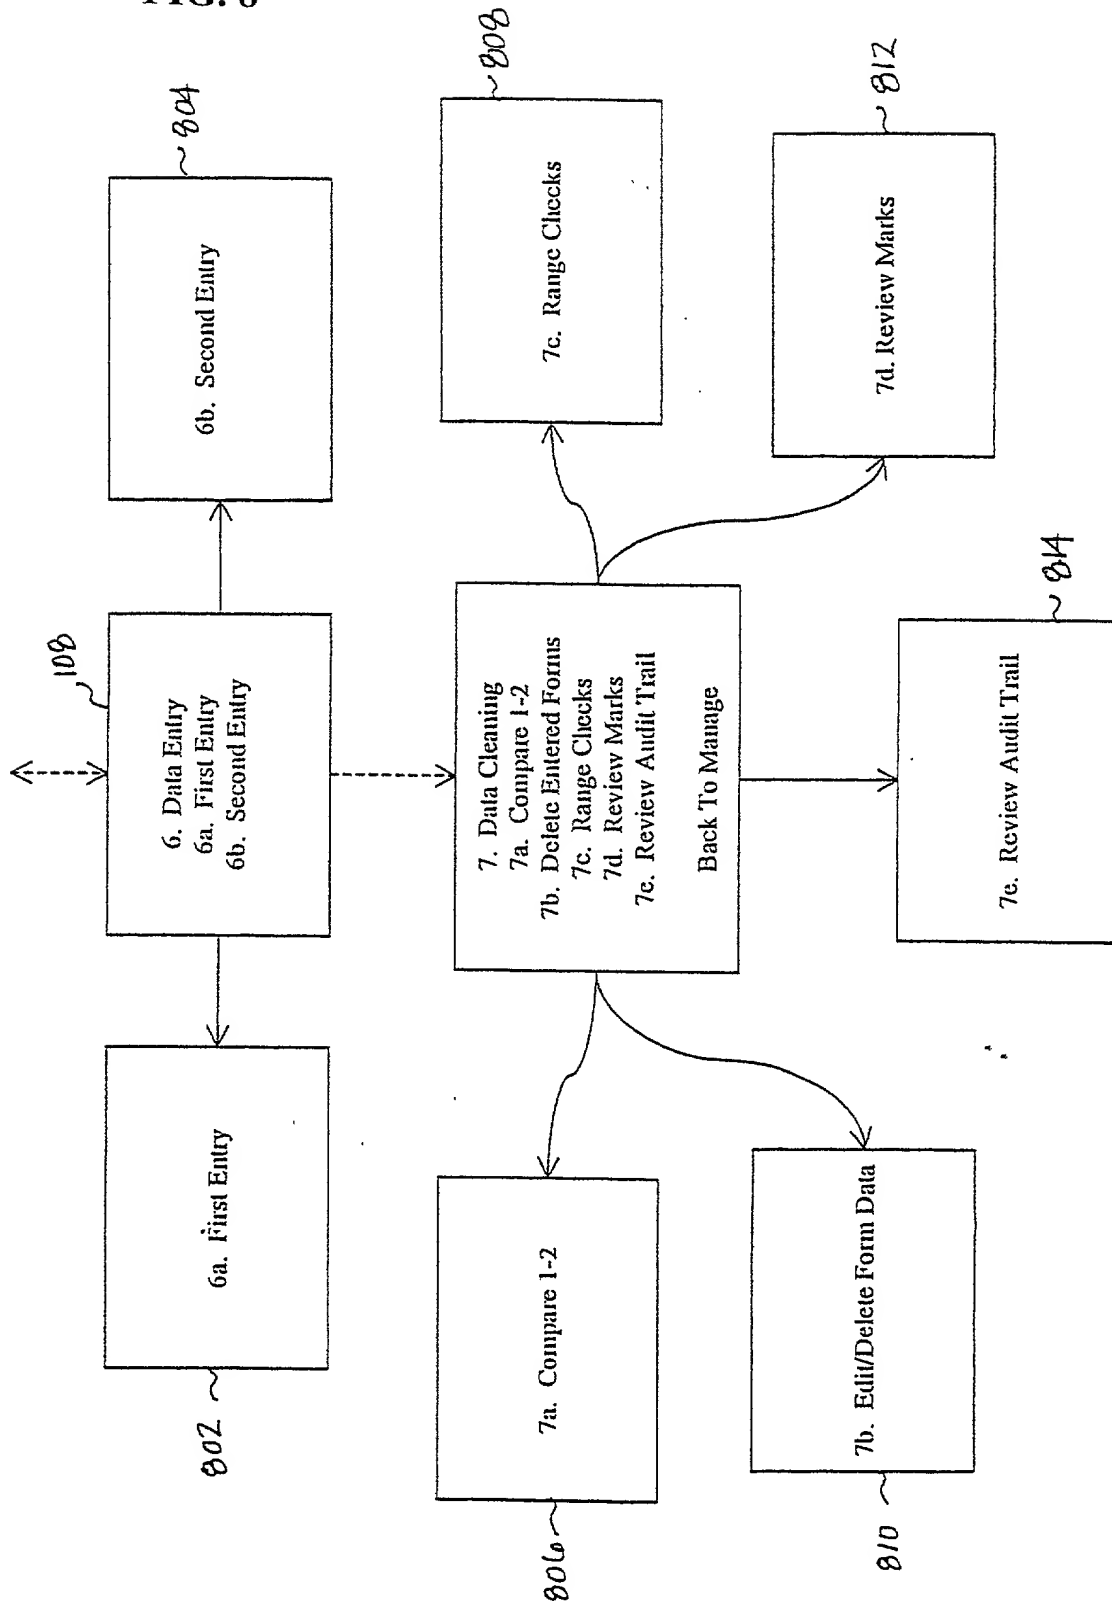 804
6b. Second Entry
808
7c. Range Checks
812
7d. Review Marks
108
6. Data Entry
6a. First Entry
6b. Second Entry
7. Data Cleaning
7a. Compare 1-2
7b. Delete Entered Forms
7c. Range Checks
7d. Review Marks
7e. Review Audit Trail
Back To Manage
814
7e. Review Audit Trail
802
6a. First Entry
806
7a. Compare 1-2
810
7b. Edit/Delete Form Data